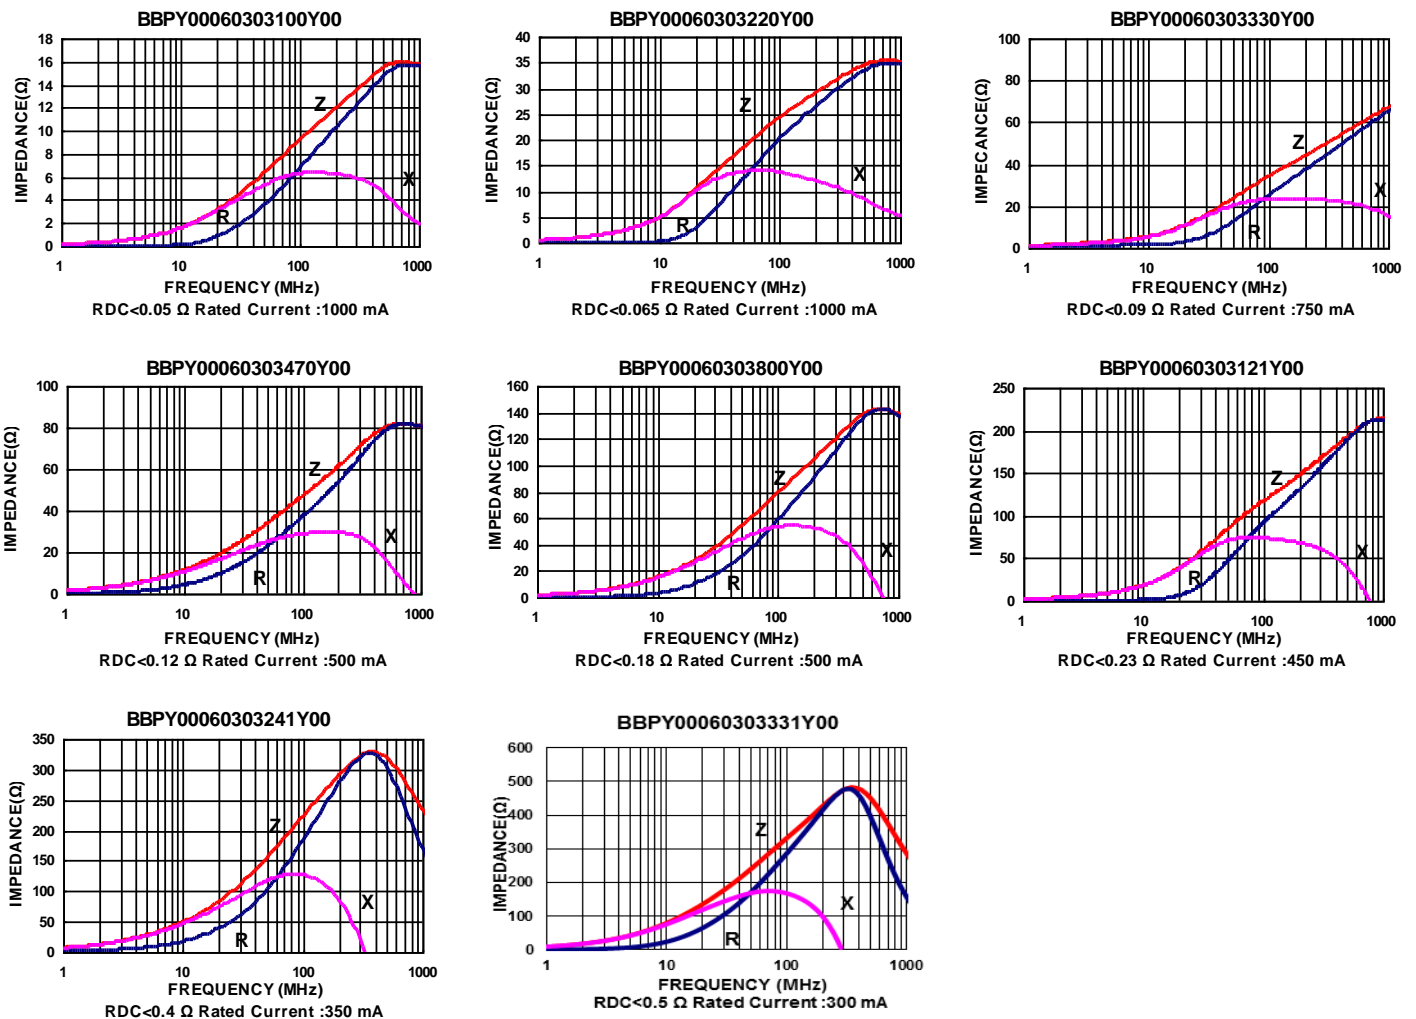 BBPY00060303100Y00
IMPEDANCE(Ω)
18
16
14
12
10
8
6
4
2
0
Z
R
X
1 10 100 1000
FREQUENCY (MHz)
RDC<0.05 Ω Rated Current :1000 mA
BBPY00060303220Y00
IMPEDANCE(Ω)
40
35
30
25
20
15
10
5
0
Z
R
X
1 10 100 1000
FREQUENCY (MHz)
RDC<0.065 Ω Rated Current :1000 mA
BBPY00060303330Y00
IMPECANCE(Ω)
100
80
60
40
20
0
Z
R
X
1 10 100 1000
FREQUENCY (MHz)
RDC<0.09 Ω Rated Current :750 mA
BBPY00060303470Y00
IMPEDANCE(Ω)
100
80
60
40
20
0
Z
R
X
1 10 100 1000
FREQUENCY (MHz)
RDC<0.12 Ω Rated Current :500 mA
BBPY00060303800Y00
IMPEDANCE(Ω)
160
140
120
100
80
60
40
20
0
Z
R
X
1 10 100 1000
FREQUENCY (MHz)
RDC<0.18 Ω Rated Current :500 mA
BBPY00060303121Y00
IMPEDANCE(Ω)
250
200
150
100
50
0
Z
R
X
1 10 100 1000
FREQUENCY (MHz)
RDC<0.23 Ω Rated Current :450 mA
BBPY00060303241Y00
IMPEDANCE(Ω)
350
300
250
200
150
100
50
0
Z
R
X
1 10 100 1000
FREQUENCY (MHz)
RDC<0.4 Ω Rated Current :350 mA
BBPY00060303331Y00
IMPEDANCE(Ω)
600
500
400
300
200
100
0
Z
R
X
1 10 100 1000
FREQUENCY (MHz)
RDC<0.5 Ω Rated Current :300 mA